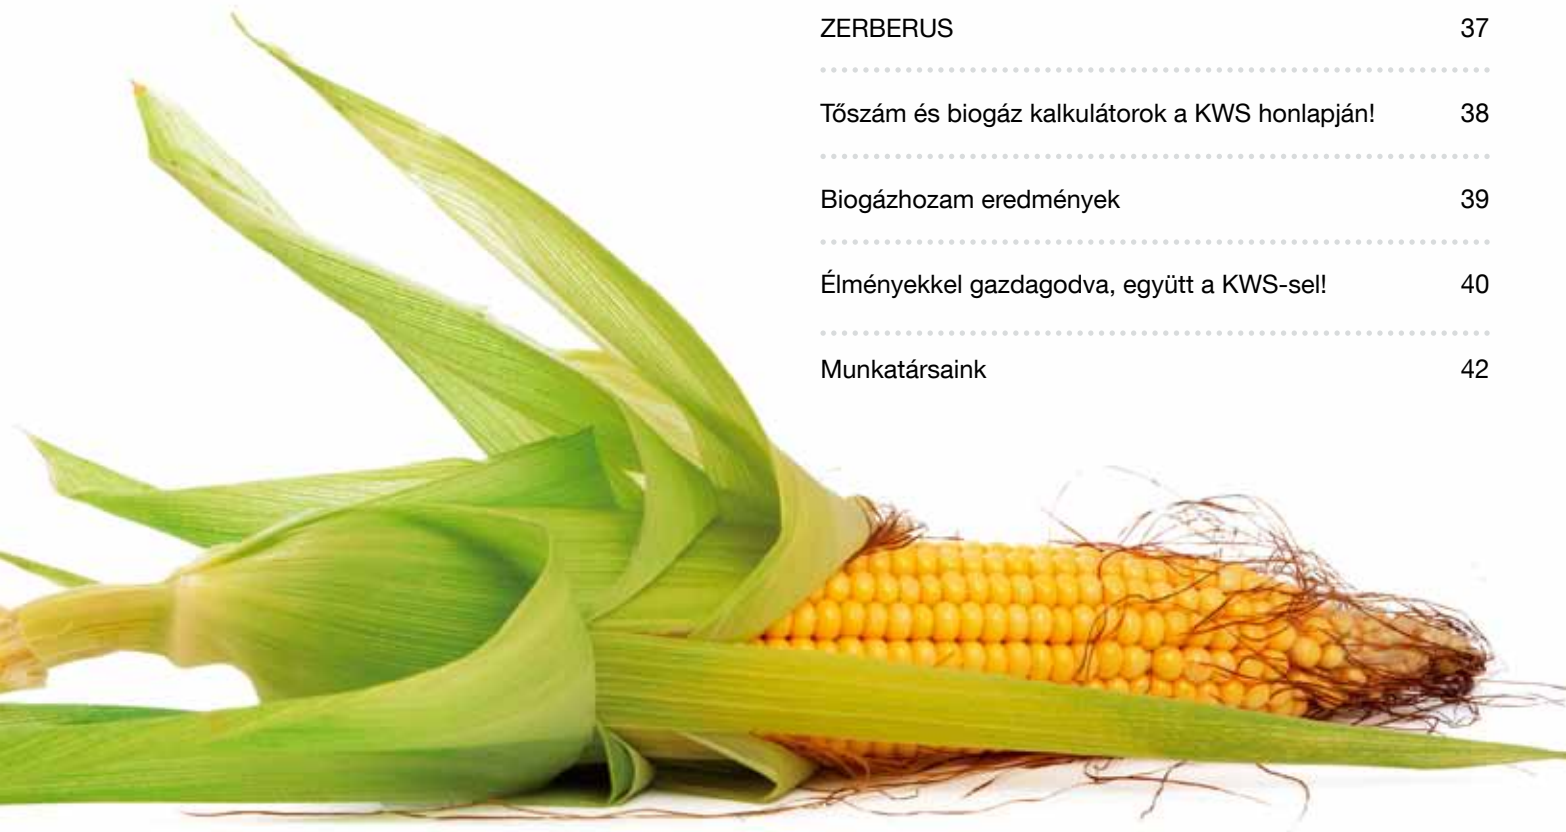 ZERBERUS 37
Tőszám és biogáz kalkulátorok a KWS honlapján! 38
Biogázhozam eredmények 39
Élményekkel gazdagodva, együtt a KWS-sel! 40
Munkatársaink 42